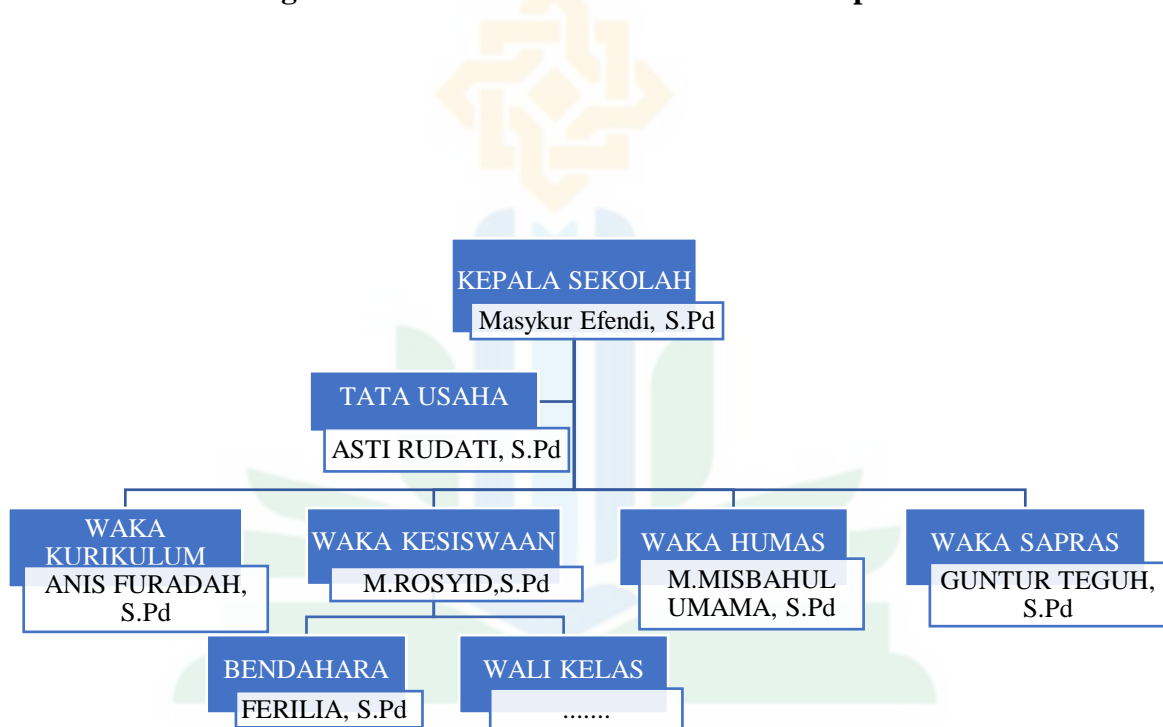 KEPALA SEKOLAH
Masykur Efendi, S.Pd
TATA USAHA
ASTI RUDATI, S.Pd
WAKA
KURIKULUM
ANIS FURADAH,
S.Pd
WAKA KESISWAAN
M.ROSYID,S.Pd
WAKA HUMAS
M.MISBAHUL
UMAMA, S.Pd
WAKA SAPRAS
GUNTUR TEGUH,
S.Pd
BENDAHARA
FERILIA, S.Pd
WALI KELAS
.......